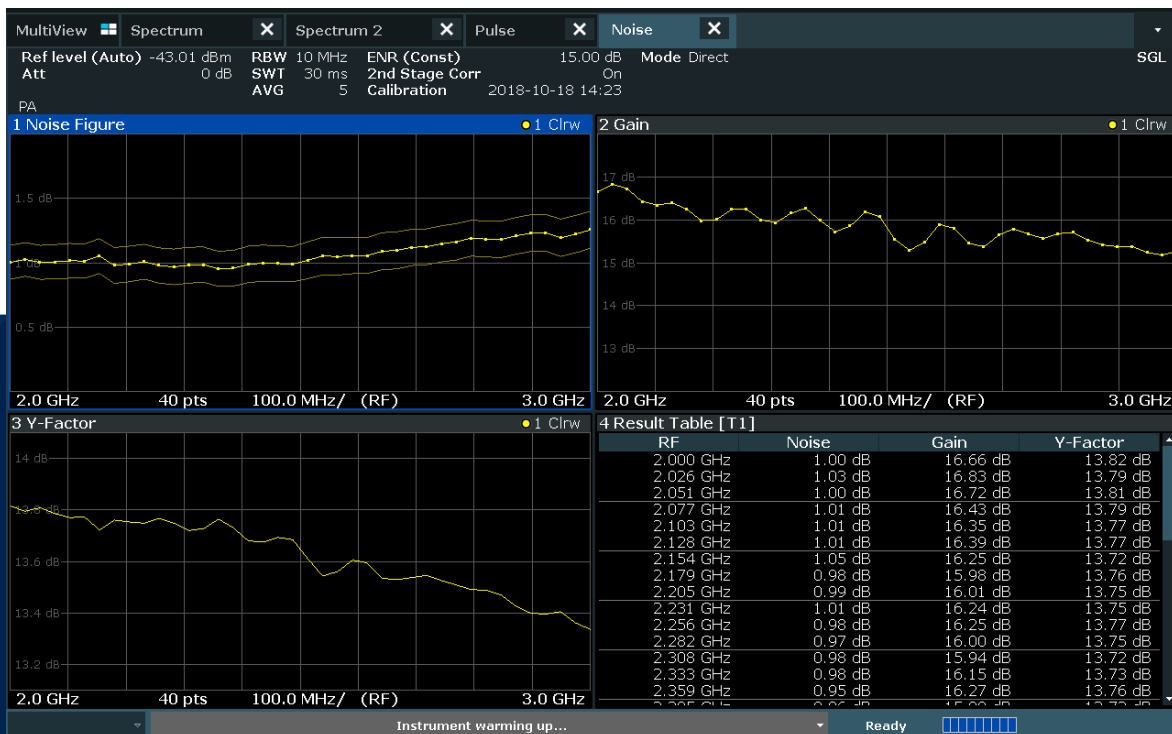 MultiView Spectrum Spectrum 2 Pulse Noise
Ref level (Auto) -43.01 dBm RBW 10 MHz ENR (Const) 15.00 dB Mode Direct SGL
Att 0 dB SWT 30 ms 2nd Stage Corr On
AVG 5 Calibration 2018-10-18 14:23
PA
1 Noise Figure 1 Clrw
1.5 dB
1 dB
0.5 dB
2.0 GHz 40 pts 100.0 MHz/ (RF) 3.0 GHz
2 Gain 1 Clrw
17 dB
16 dB
15 dB
14 dB
13 dB
2.0 GHz 40 pts 100.0 MHz/ (RF) 3.0 GHz
3 Y-Factor 1 Clrw
14 dB
13.8 dB
13.6 dB
13.4 dB
13.2 dB
2.0 GHz 40 pts 100.0 MHz/ (RF) 3.0 GHz
4 Result Table [T1]
RF Noise Gain Y-Factor
2.000 GHz 1.00 dB 16.66 dB 13.82 dB
2.026 GHz 1.03 dB 16.83 dB 13.79 dB
2.051 GHz 1.00 dB 16.72 dB 13.81 dB
2.077 GHz 1.01 dB 16.43 dB 13.79 dB
2.103 GHz 1.01 dB 16.35 dB 13.77 dB
2.128 GHz 1.01 dB 16.39 dB 13.77 dB
2.154 GHz 1.05 dB 16.25 dB 13.72 dB
2.179 GHz 0.98 dB 15.98 dB 13.76 dB
2.205 GHz 0.99 dB 16.01 dB 13.75 dB
2.231 GHz 1.01 dB 16.24 dB 13.75 dB
2.256 GHz 0.98 dB 16.25 dB 13.77 dB
2.282 GHz 0.97 dB 16.00 dB 13.75 dB
2.308 GHz 0.98 dB 15.94 dB 13.72 dB
2.333 GHz 0.98 dB 16.15 dB 13.73 dB
2.359 GHz 0.95 dB 16.27 dB 13.76 dB
Instrument warming up... Ready